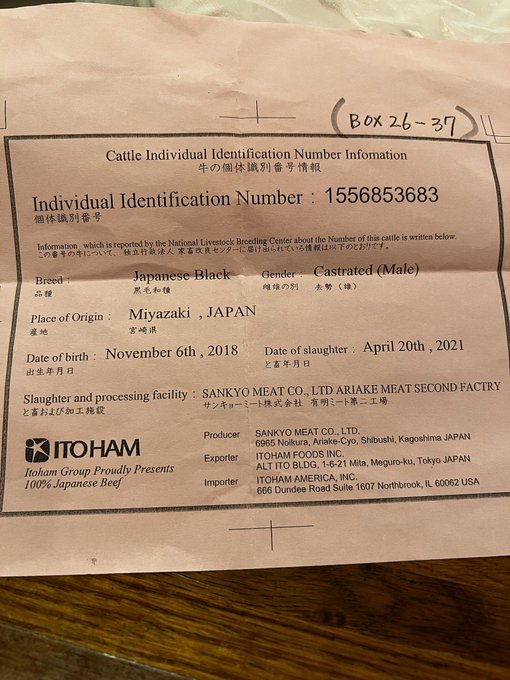 (BOX 26-37)
Cattle Individual Identification Number Infomation
牛の個体識別番号情報
Individual Identification Number : 1556853683
個体識別番号
Information which is reported by the National Livestock Breeding Center about the Number of this cattle is written below.
この番号の牛について、独立行政法人 家畜改良センターに届け出られている情報は以下のとおりです。
Breed : Japanese Black Gender : Castrated (Male)
品種 黒毛和種 雌雄の別 去勢（雄）
Place of Origin : Miyazaki , JAPAN
産地 宮崎県
Date of birth : November 6th , 2018 Date of slaughter : April 20th , 2021
出生年月日 と畜年月日
Slaughter and processing facility : SANKYO MEAT CO., LTD ARIAKE MEAT SECOND FACTRY
と畜および加工施設 サンキョーミート株式会社 有明ミート第二工場
ITOHAM
Itoham Group Proudly Presents
100% Japanese Beef
Producer SANKYO MEAT CO., LTD.
6965 Noikura, Ariake-Cyo, Shibushi, Kagoshima JAPAN
Exporter ITOHAM FOODS INC.
ALT ITO BLDG, 1-6-21 Mita, Meguro-ku, Tokyo JAPAN
Importer ITOHAM AMERICA, INC.
666 Dundee Road Suite 1607 Northbrook, IL 60062 USA